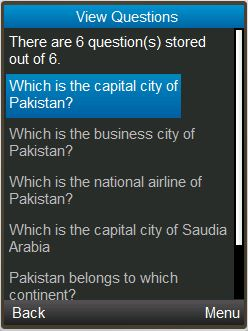 View Questions
There are 6 question(s) stored
out of 6.
Which is the capital city of
Pakistan?
Which is the business city of
Pakistan?
Which is the national airline of
Pakistan?
Which is the capital city of Saudia
Arabia
Pakistan belongs to which
continent?
Back Menu